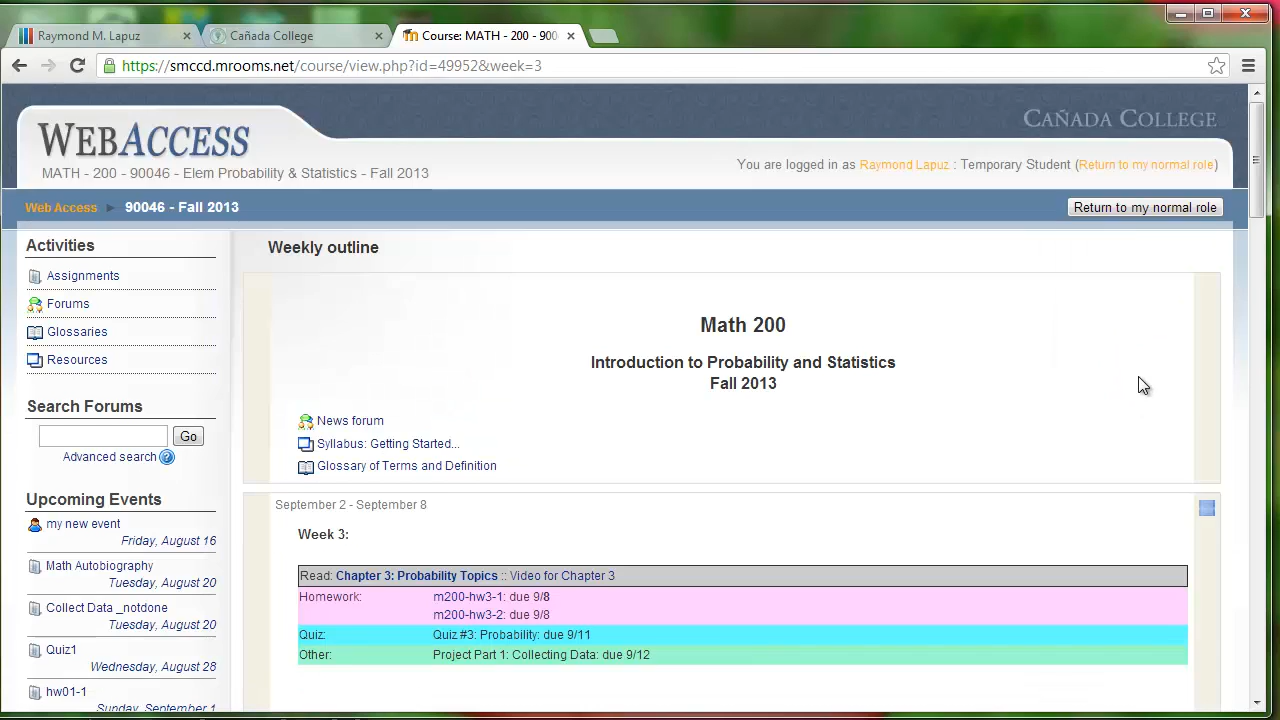 Raymond M. Lapuz
Cañada College
Course: MATH - 200 - 900
https://smccd.mrooms.net/course/view.php?id=49952&week=3
CAÑADA COLLEGE
WEBACCESS
You are logged in as Raymond Lapuz : Temporary Student (Return to my normal role)
MATH - 200 - 90046 - Elem Probability & Statistics - Fall 2013
Web Access ► 90046 - Fall 2013
Return to my normal role
Activities
Assignments
Forums
Glossaries
Resources
Search Forums
Go
Advanced search ?
Upcoming Events
my new event
Friday, August 16
Math Autobiography
Tuesday, August 20
Collect Data _notdone
Tuesday, August 20
Quiz1
Wednesday, August 28
hw01-1
Sunday, September 1
Weekly outline
Math 200
Introduction to Probability and Statistics
Fall 2013
News forum
Syllabus: Getting Started...
Glossary of Terms and Definition
September 2 - September 8
Week 3:
Read: Chapter 3: Probability Topics :: Video for Chapter 3
Homework: m200-hw3-1: due 9/8
m200-hw3-2: due 9/8
Quiz: Quiz #3: Probability: due 9/11
Other: Project Part 1: Collecting Data: due 9/12